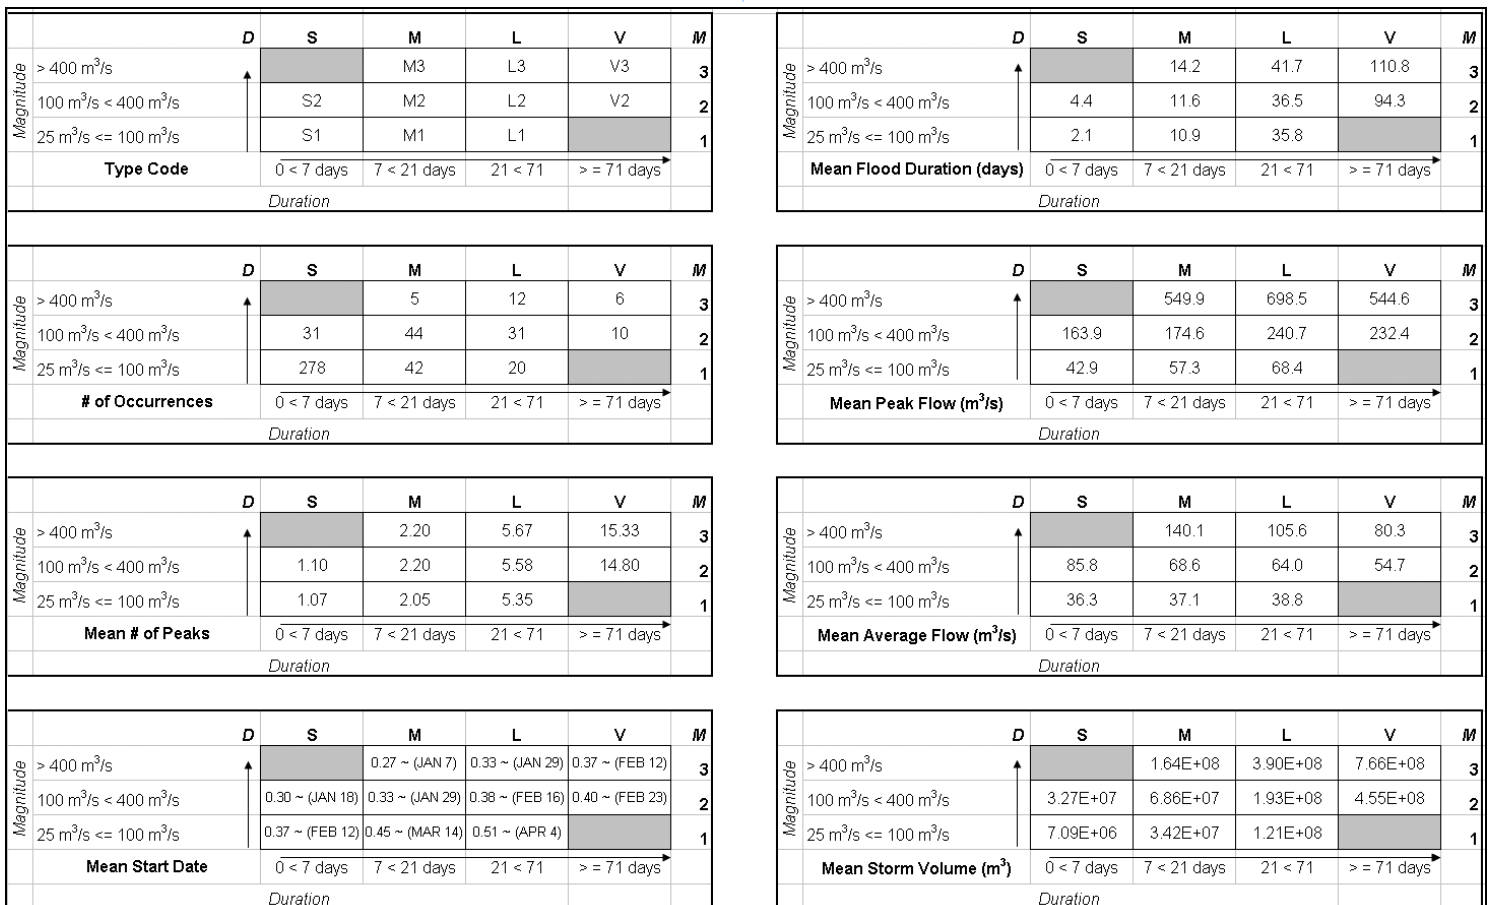 D S M L V M
Magnitude
> 400 m³/s M3 L3 V3 3
100 m³/s < 400 m³/s S2 M2 L2 V2 2
25 m³/s <= 100 m³/s S1 M1 L1 1
Type Code 0 < 7 days 7 < 21 days 21 < 71 > = 71 days
Duration
D S M L V M
Magnitude
> 400 m³/s 14.2 41.7 110.8 3
100 m³/s < 400 m³/s 4.4 11.6 36.5 94.3 2
25 m³/s <= 100 m³/s 2.1 10.9 35.8 1
Mean Flood Duration (days) 0 < 7 days 7 < 21 days 21 < 71 > = 71 days
Duration
D S M L V M
Magnitude
> 400 m³/s 5 12 6 3
100 m³/s < 400 m³/s 31 44 31 10 2
25 m³/s <= 100 m³/s 278 42 20 1
# of Occurrences 0 < 7 days 7 < 21 days 21 < 71 > = 71 days
Duration
D S M L V M
Magnitude
> 400 m³/s 549.9 698.5 544.6 3
100 m³/s < 400 m³/s 163.9 174.6 240.7 232.4 2
25 m³/s <= 100 m³/s 42.9 57.3 68.4 1
Mean Peak Flow (m³/s) 0 < 7 days 7 < 21 days 21 < 71 > = 71 days
Duration
D S M L V M
Magnitude
> 400 m³/s 2.20 5.67 15.33 3
100 m³/s < 400 m³/s 1.10 2.20 5.58 14.80 2
25 m³/s <= 100 m³/s 1.07 2.05 5.35 1
Mean # of Peaks 0 < 7 days 7 < 21 days 21 < 71 > = 71 days
Duration
D S M L V M
Magnitude
> 400 m³/s 140.1 105.6 80.3 3
100 m³/s < 400 m³/s 85.8 68.6 64.0 54.7 2
25 m³/s <= 100 m³/s 36.3 37.1 38.8 1
Mean Average Flow (m³/s) 0 < 7 days 7 < 21 days 21 < 71 > = 71 days
Duration
D S M L V M
Magnitude
> 400 m³/s 0.27 ~ (JAN 7) 0.33 ~ (JAN 29) 0.37 ~ (FEB 12) 3
100 m³/s < 400 m³/s 0.30 ~ (JAN 18) 0.33 ~ (JAN 29) 0.38 ~ (FEB 16) 0.40 ~ (FEB 23) 2
25 m³/s <= 100 m³/s 0.37 ~ (FEB 12) 0.45 ~ (MAR 14) 0.51 ~ (APR 4) 1
Mean Start Date 0 < 7 days 7 < 21 days 21 < 71 > = 71 days
Duration
D S M L V M
Magnitude
> 400 m³/s 1.64E+08 3.90E+08 7.66E+08 3
100 m³/s < 400 m³/s 3.27E+07 6.86E+07 1.93E+08 4.55E+08 2
25 m³/s <= 100 m³/s 7.09E+06 3.42E+07 1.21E+08 1
Mean Storm Volume (m³) 0 < 7 days 7 < 21 days 21 < 71 > = 71 days
Duration